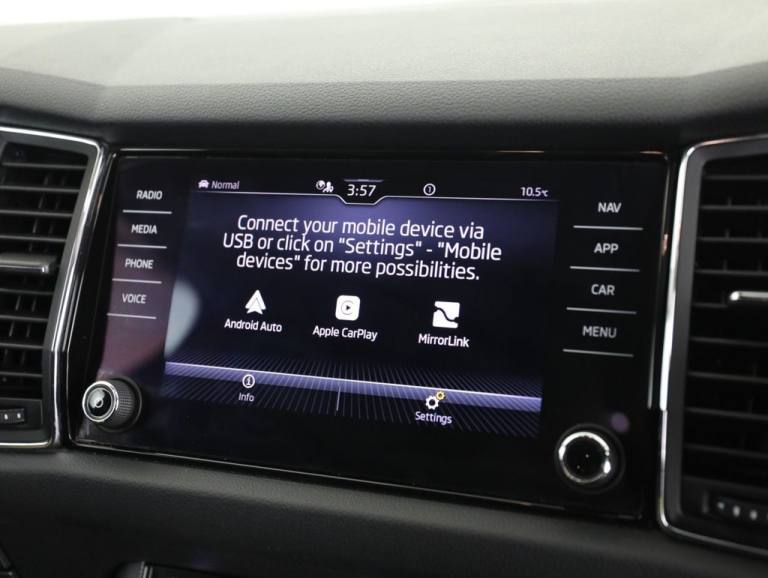 RADIO
MEDIA
PHONE
VOICE
Normal
3:57
10.5°C
Connect your mobile device via
USB or click on "Settings" - "Mobile
devices" for more possibilities.
Android Auto
Apple CarPlay
MirrorLink
Info
Settings
NAV
APP
CAR
MENU